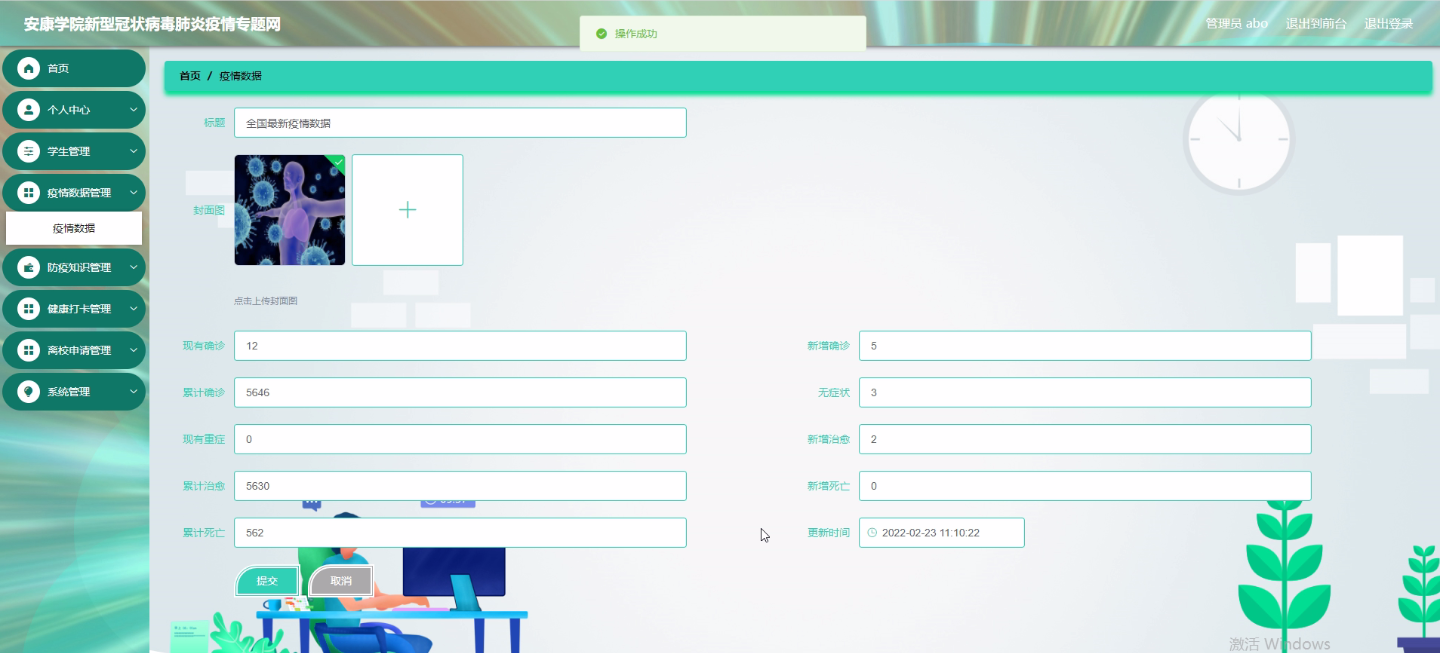 安康学院新型冠状病毒肺炎疫情专题网
操作成功
管理员 abo 退出到前台 退出登录
首页
个人中心
学生管理
疫情数据管理
疫情数据
防疫知识管理
健康打卡管理
离校申请管理
系统管理
首页 / 疫情数据
标题 全国最新疫情数据
封面图
点击上传封面图
现有确诊 12 新增确诊 5
累计确诊 5646 无症状 3
现有重症 0 新增治愈 2
累计治愈 5630 新增死亡 0
累计死亡 562 更新时间 2022-02-23 11:10:22
提交 取消
激活 Windows